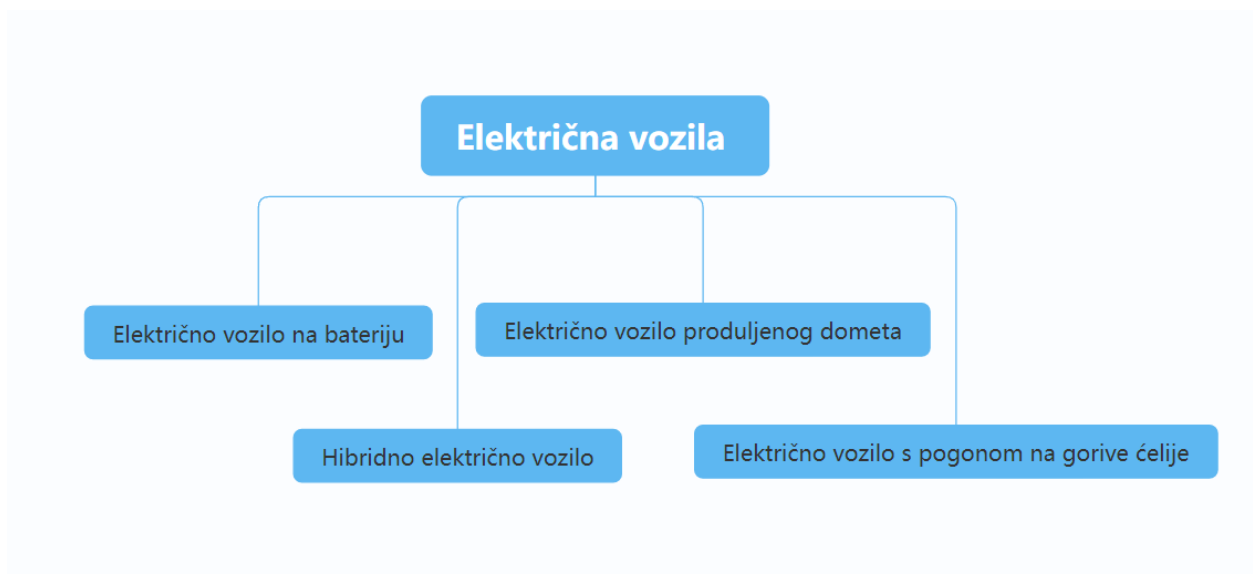 Električna vozila
Električno vozilo na bateriju
Električno vozilo produljenog dometa
Hibridno električno vozilo
Električno vozilo s pogonom na gorive ćelije